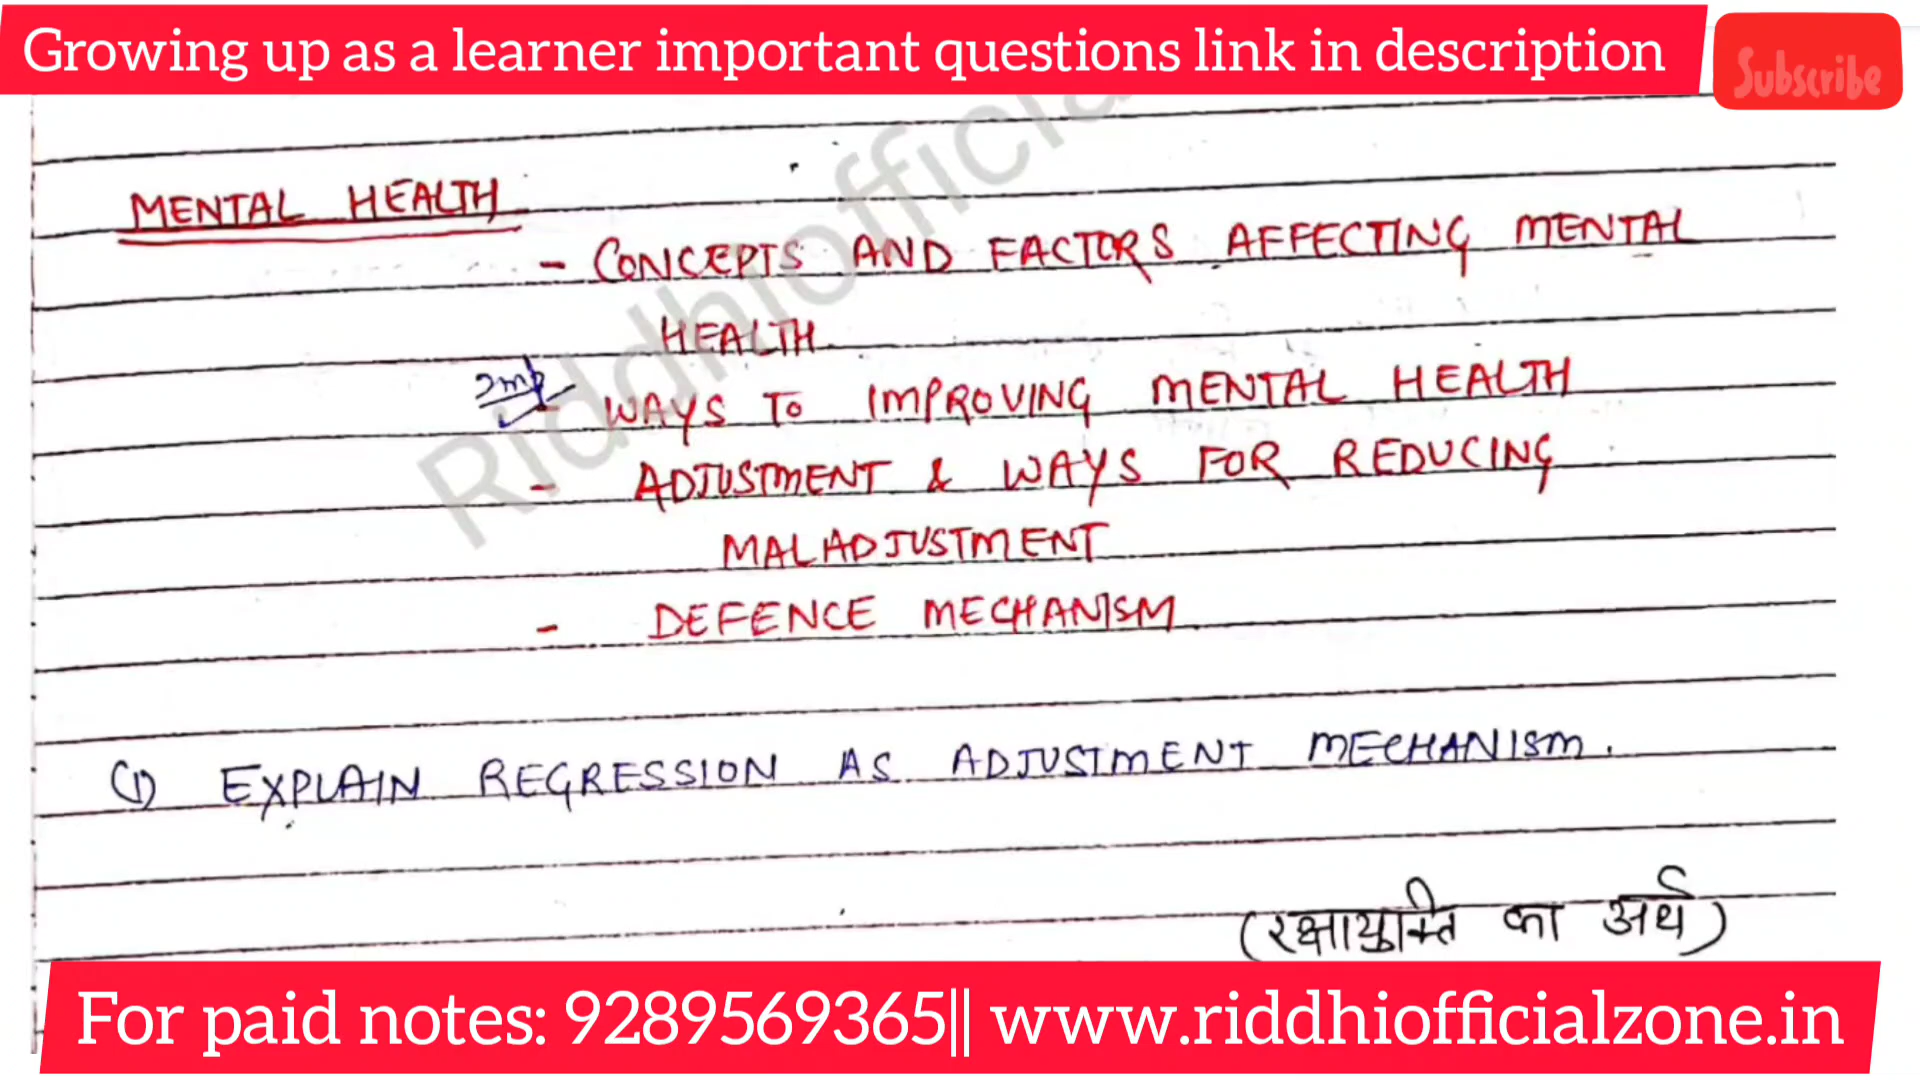 Growing up as a learner important questions link in description
Subscribe
Riddhiofficial
MENTAL HEALTH
- CONCEPTS AND FACTORS AFFECTING MENTAL
HEALTH
Imp
- WAYS TO IMPROVING MENTAL HEALTH
- ADJUSTMENT & WAYS FOR REDUCING
MALADJUSTMENT
- DEFENCE MECHANISM
(1) EXPLAIN REGRESSION AS ADJUSTMENT MECHANISM.
(रक्षायुक्ति का अर्थ)
For paid notes: 9289569365|| www.riddhiofficialzone.in